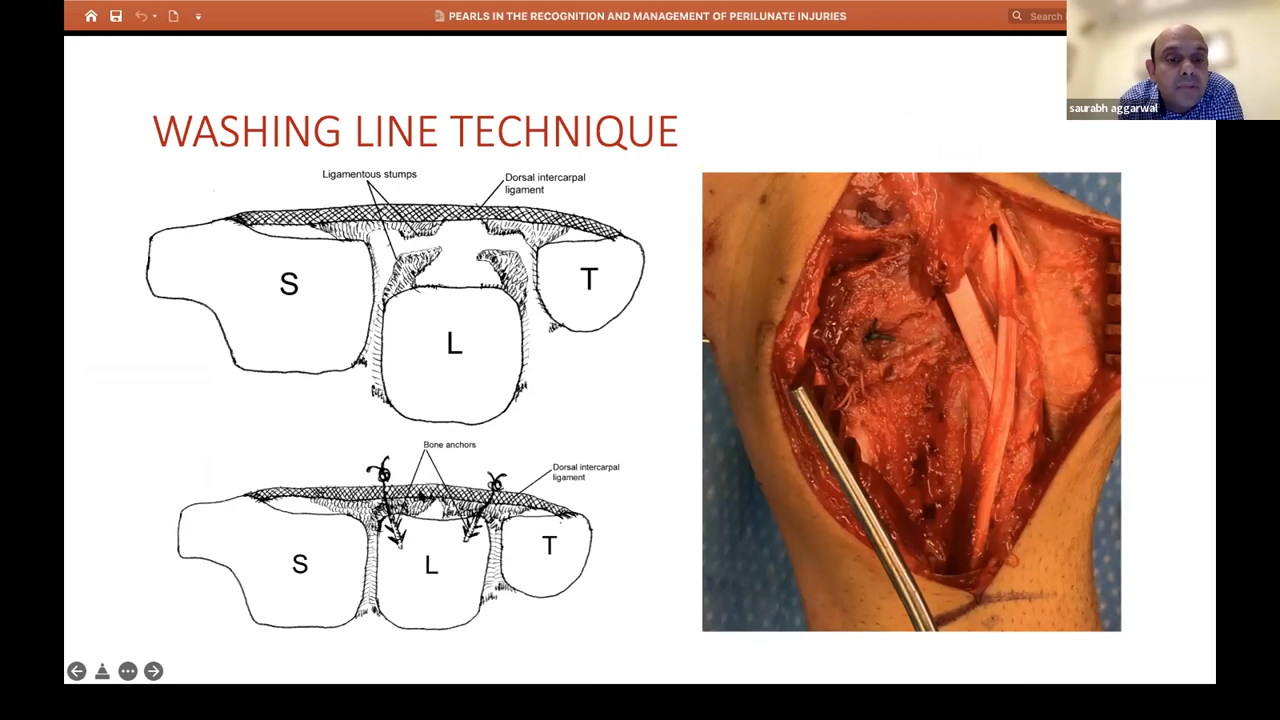 PEARLS IN THE RECOGNITION AND MANAGEMENT OF PERILUNATE INJURIES
Search
saurabh aggarwal
WASHING LINE TECHNIQUE
Ligamentous stumps
Dorsal intercarpal
ligament
S
T
L
Bone anchors
Dorsal intercarpal
ligament
S
L
T